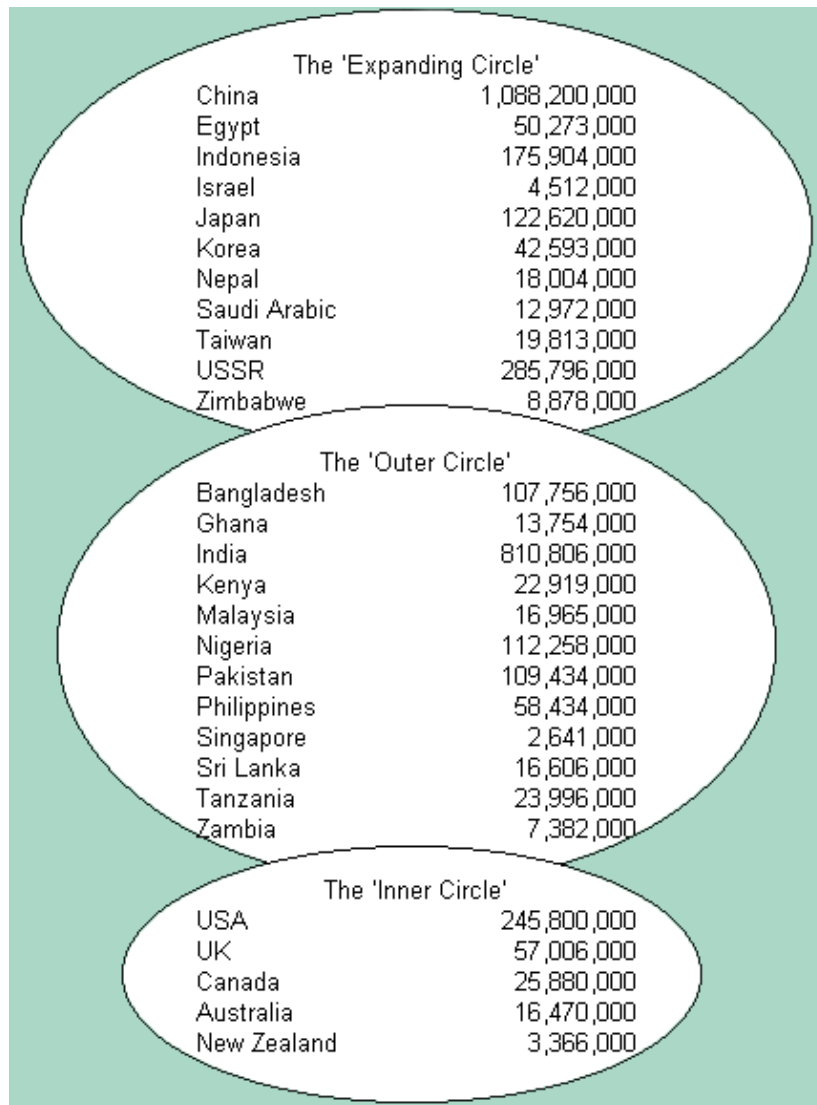 The 'Expanding Circle'
China 1,088,200,000
Egypt 50,273,000
Indonesia 175,904,000
Israel 4,512,000
Japan 122,620,000
Korea 42,593,000
Nepal 18,004,000
Saudi Arabic 12,972,000
Taiwan 19,813,000
USSR 285,796,000
Zimbabwe 8,878,000
The 'Outer Circle'
Bangladesh 107,756,000
Ghana 13,754,000
India 810,806,000
Kenya 22,919,000
Malaysia 16,965,000
Nigeria 112,258,000
Pakistan 109,434,000
Philippines 58,434,000
Singapore 2,641,000
Sri Lanka 16,606,000
Tanzania 23,996,000
Zambia 7,382,000
The 'Inner Circle'
USA 245,800,000
UK 57,006,000
Canada 25,880,000
Australia 16,470,000
New Zealand 3,366,000